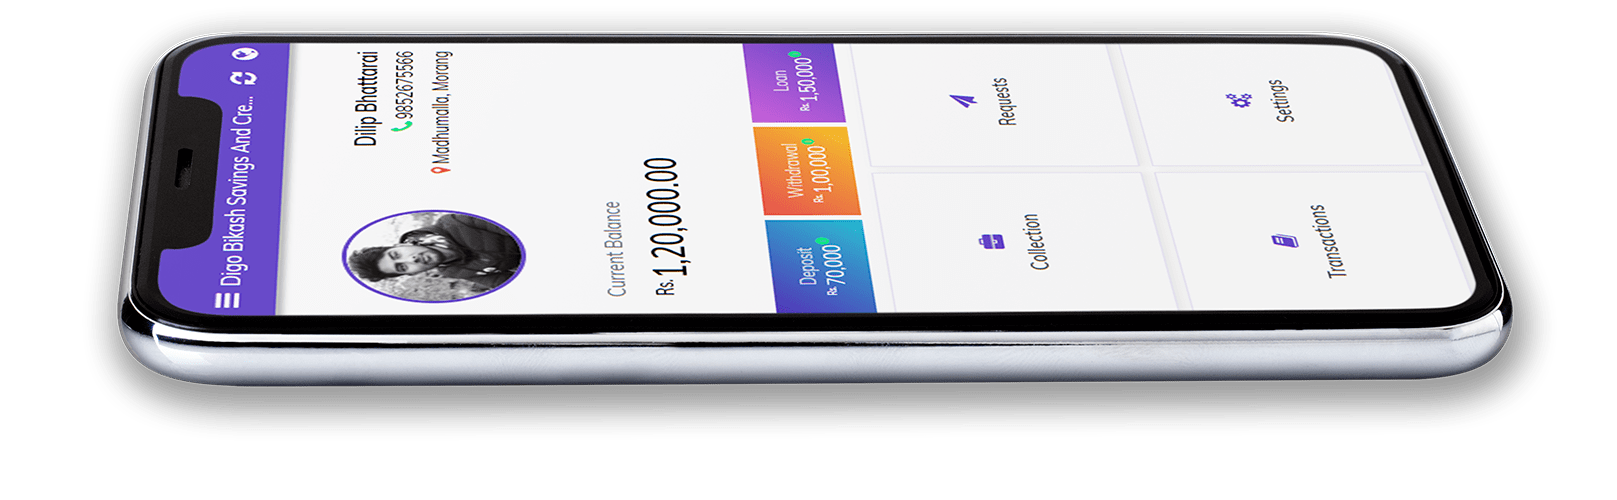 Digo Bikash Savings And Cre...
Dilip Bhattarai
9852675566
Madhumalla, Morang
Current Balance
Rs. 1,20,000.00
Deposit
Rs. 70,000
Withdrawal
Rs. 1,00,000
Loan
Rs. 1,50,000
Collection
Requests
Transactions
Settings